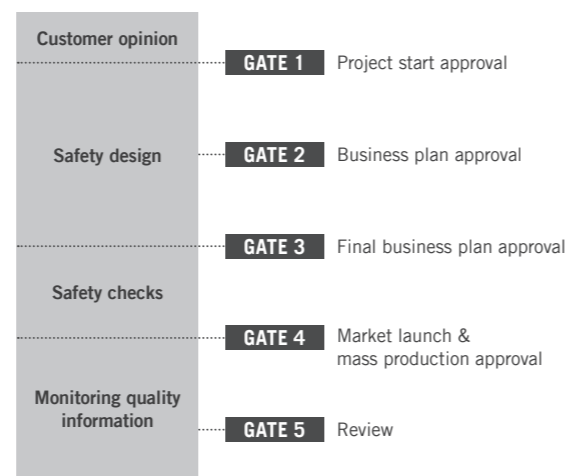 Customer opinion
GATE 1 Project start approval
Safety design
GATE 2 Business plan approval
GATE 3 Final business plan approval
Safety checks
GATE 4 Market launch &
mass production approval
Monitoring quality
information
GATE 5 Review